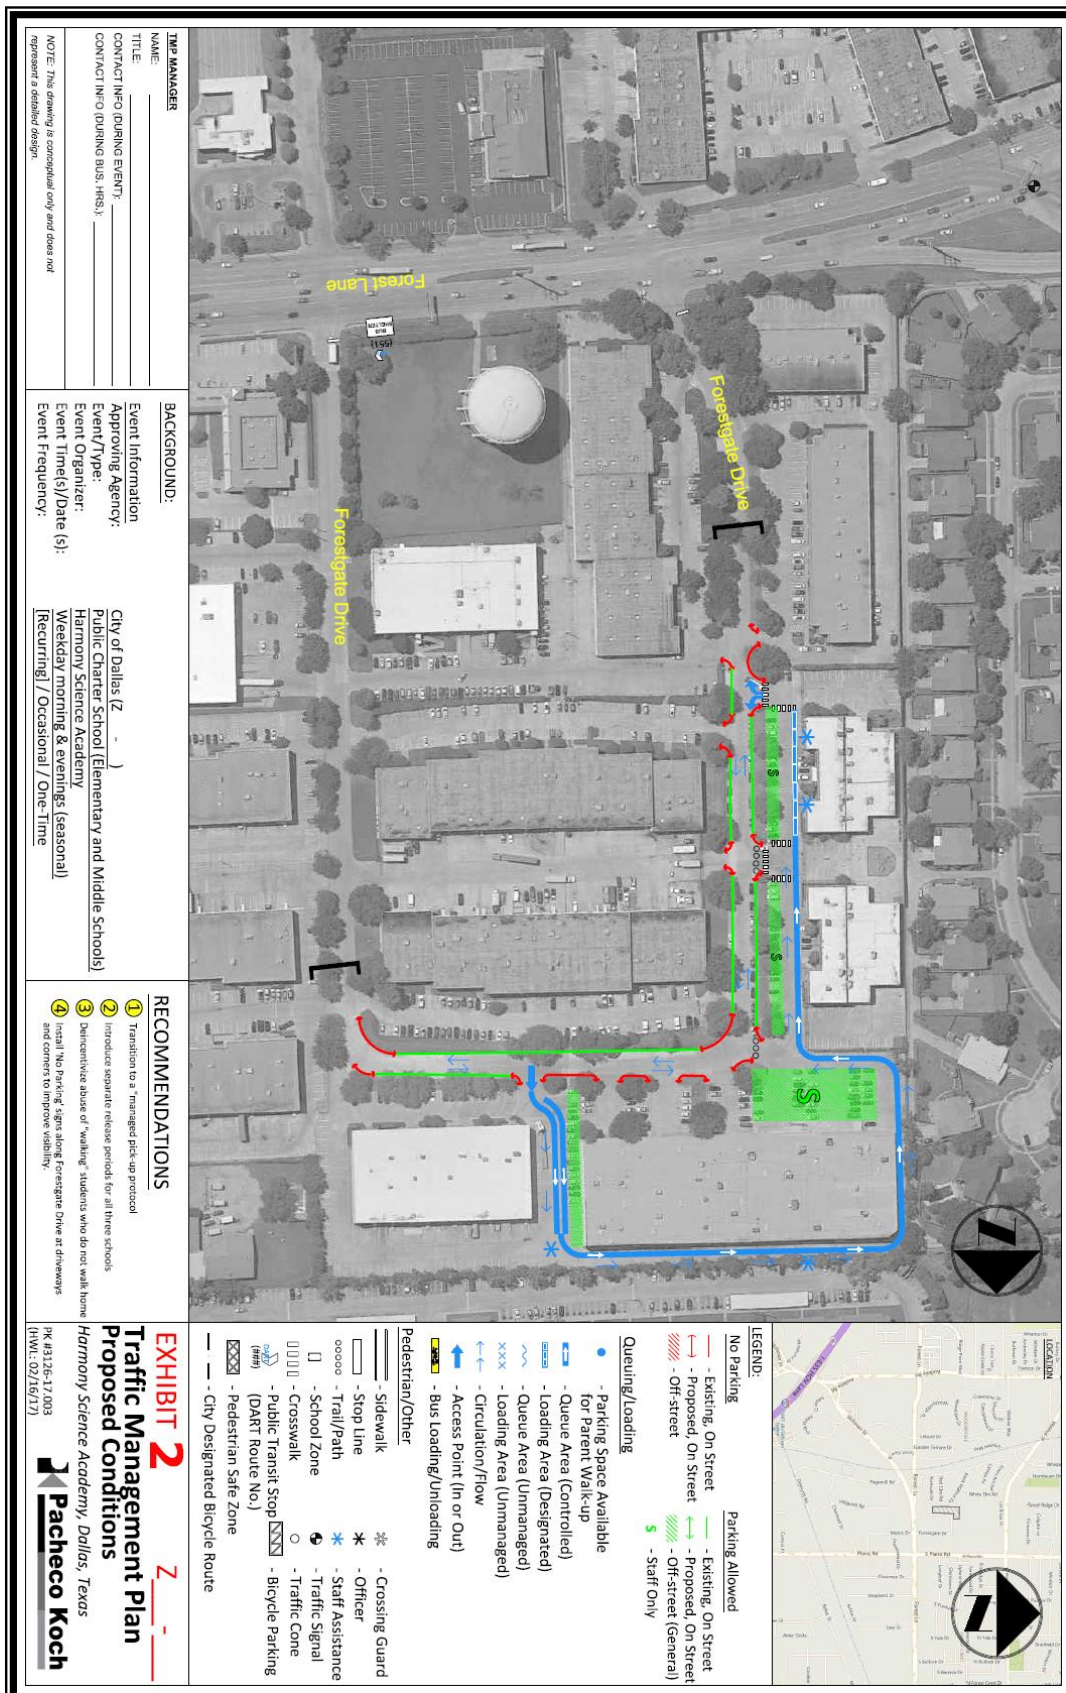 TMP MANAGER
NAME:
TITLE:
CONTACT INFO (DURING EVENT):
CONTACT INFO (DURING BUS. HRS.):
NOTE: This drawing is conceptual only and does not
represent a detailed design.
BACKGROUND:
Event Information
Approving Agency: City of Dallas (Z - )
Event/Type: Public Charter School (Elementary and Middle Schools)
Event Organizer: Harmony Science Academy
Event Time(s)/Date (s): Weekday morning & evenings (seasonal)
Event Frequency: [Recurring] / Occasional / One-Time
RECOMMENDATIONS
1 Transition to a "managed pick-up protocol
2 Introduce separate release periods for all three schools
3 Deincentivize abuse of "walking" students who do not walk home
4 Install 'No Parking' signs along Forestgate Drive at driveways
and corners to improve visibility.
EXHIBIT 2
Z - 
Traffic Management Plan
Proposed Conditions
Harmony Science Academy, Dallas, Texas
PK #3126-17.003
(HWL: 02/16/17)
Pacheco Koch
Forest Lane
BUS SHELTER
(551)
Forestgate Drive
Forestgate Drive
S
S
S
N
LOCATION
N
LEGEND:
No Parking
- Existing, On Street
- Proposed, On Street
- Off-street
Parking Allowed
- Existing, On Street
- Proposed, On Street
- Off-street (General)
S - Staff Only
Queuing/Loading
- Parking Space Available
for Parent Walk-up
- Queue Area (Controlled)
- Loading Area (Designated)
- Queue Area (Unmanaged)
- Loading Area (Unmanaged)
- Circulation/Flow
- Access Point (In or Out)
- Bus Loading/Unloading
Pedestrian/Other
- Sidewalk
- Stop Line
- Trail/Path
- School Zone
- Crosswalk
- Public Transit Stop
(DART Route No.)
- Pedestrian Safe Zone
- City Designated Bicycle Route
- Crossing Guard
- Officer
- Staff Assistance
- Traffic Signal
- Traffic Cone
- Bicycle Parking
DART
(###)